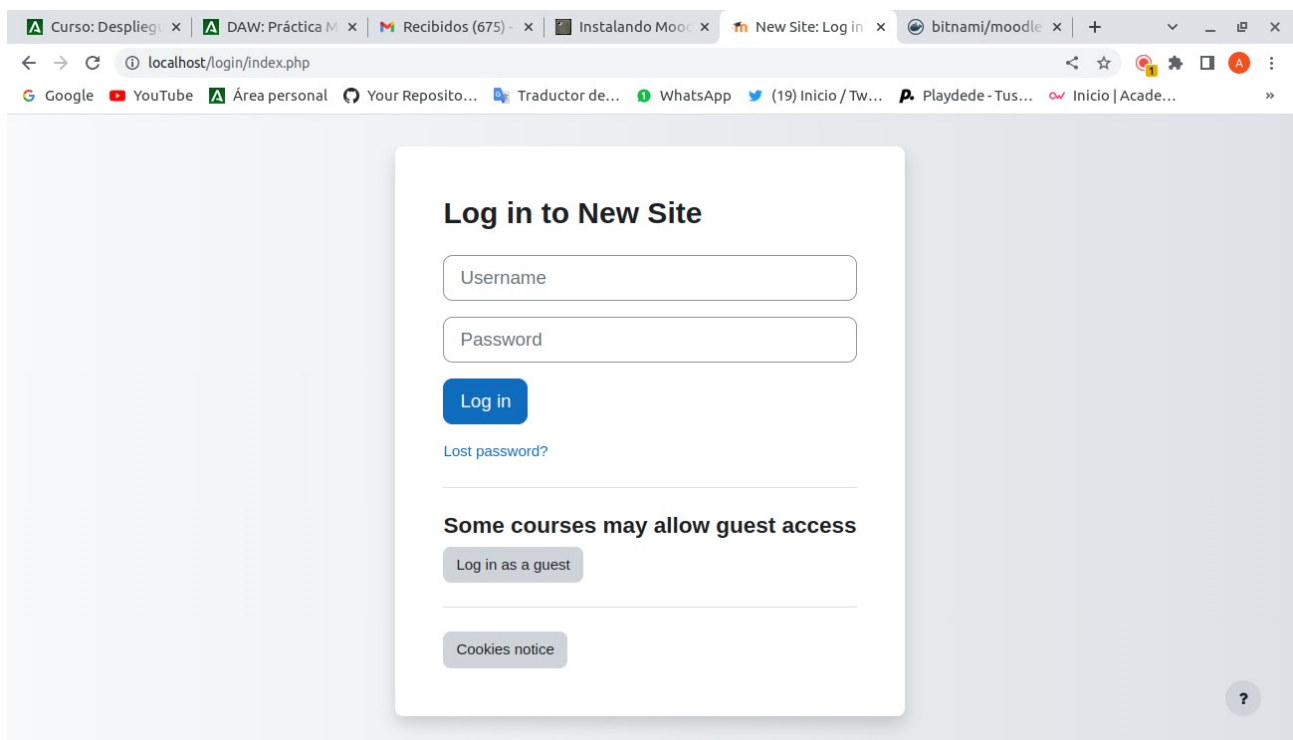 Curso: Despliegu DAW: Práctica M Recibidos (675) - Instalando Mood New Site: Log in bitnami/moodle
localhost/login/index.php
Google YouTube Área personal Your Reposito... Traductor de... WhatsApp (19) Inicio / Tw... Playdede - Tus... Inicio | Acade... »
Log in to New Site
Username
Password
Log in
Lost password?
Some courses may allow guest access
Log in as a guest
Cookies notice
?